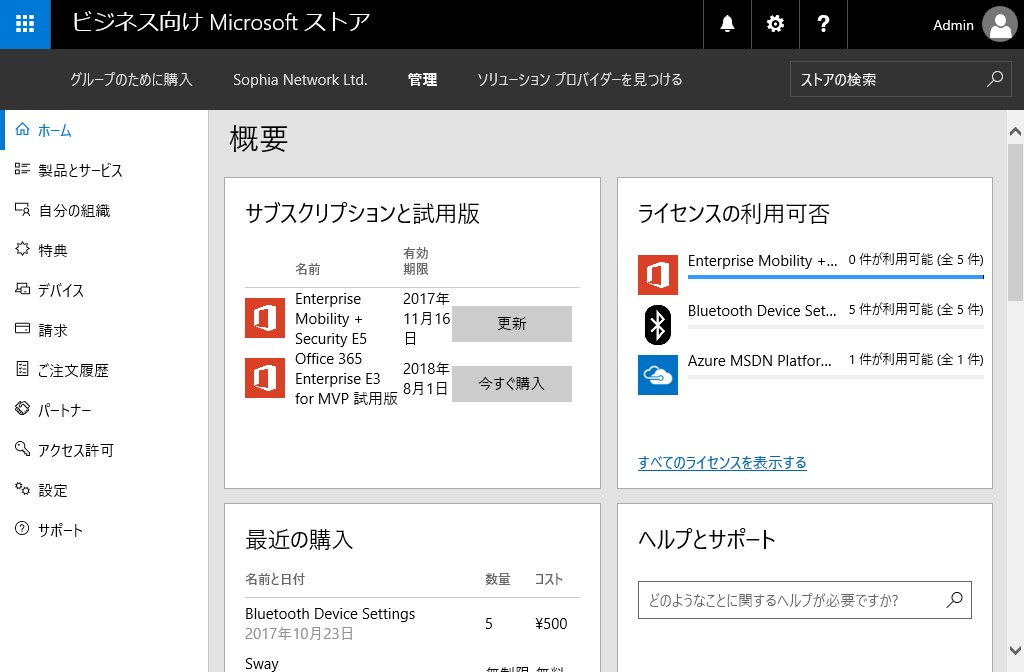 ビジネス向け Microsoft ストア
?
Admin
グループのために購入
Sophia Network Ltd.
管理
ソリューション プロバイダーを見つける
ストアの検索
ホーム
製品とサービス
自分の組織
特典
デバイス
請求
ご注文履歴
パートナー
アクセス許可
設定
サポート
概要
サブスクリプションと試用版
名前
有効
期限
Enterprise
Mobility +
Security E5
2017年
11月16
日
更新
Office 365
Enterprise E3
for MVP 試用版
2018年
8月1日
今すぐ購入
ライセンスの利用可否
Enterprise Mobility +...
0 件が利用可能 (全 5 件)
Bluetooth Device Set...
5 件が利用可能 (全 5 件)
Azure MSDN Platfor...
1 件が利用可能 (全 1 件)
すべてのライセンスを表示する
最近の購入
名前と日付
数量
コスト
Bluetooth Device Settings
2017年10月23日
5
¥500
Sway
無制限
無料
ヘルプとサポート
どのようなことに関するヘルプが必要ですか?